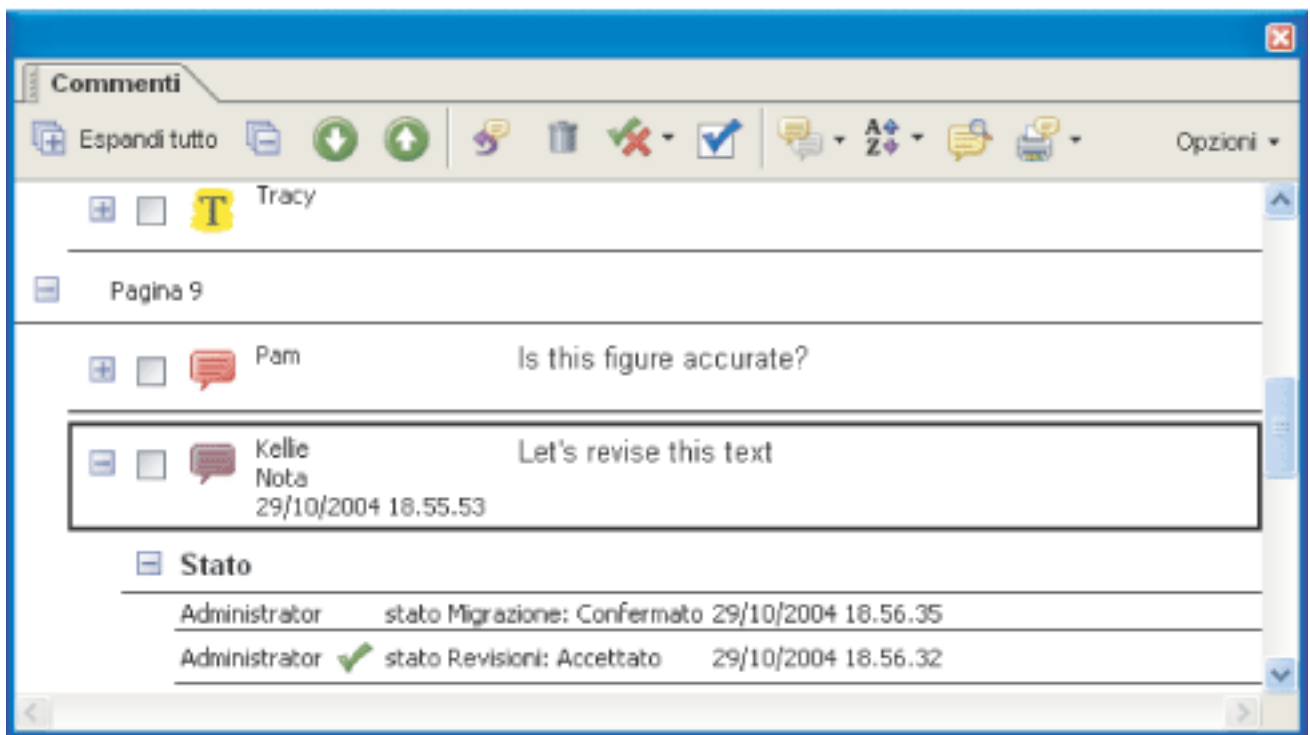 Commenti
Espandi tutto A Z Opzioni
T Tracy
Pagina 9
Pam Is this figure accurate?
Kellie Let's revise this text
Nota
29/10/2004 18.55.53
Stato
Administrator stato Migrazione: Confermato 29/10/2004 18.56.35
Administrator stato Revisioni: Accettato 29/10/2004 18.56.32